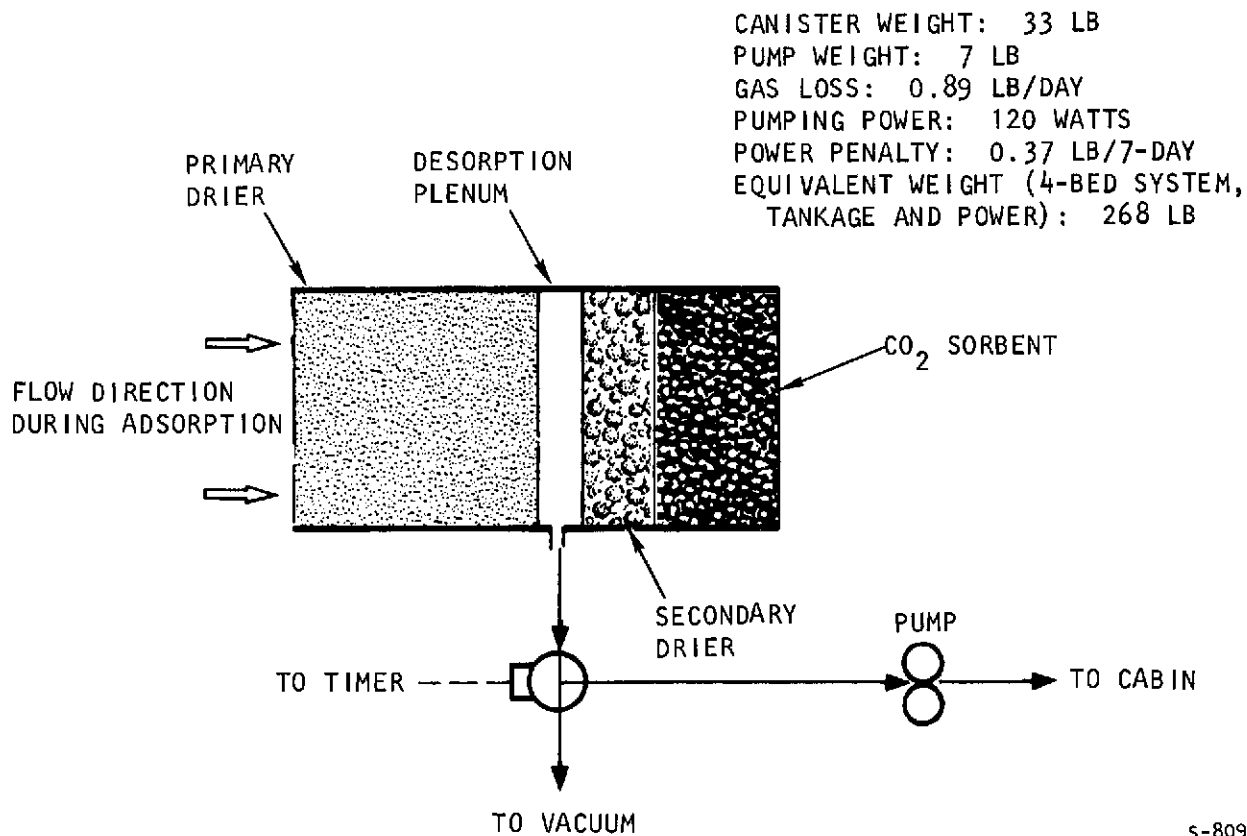 CANISTER WEIGHT: 33 LB
PUMP WEIGHT: 7 LB
GAS LOSS: 0.89 LB/DAY
PUMPING POWER: 120 WATTS
POWER PENALTY: 0.37 LB/7-DAY
EQUIVALENT WEIGHT (4-BED SYSTEM,
TANKAGE AND POWER): 268 LB
PRIMARY
DRIER
DESORPTION
PLENUM
CO2 SORBENT
FLOW DIRECTION
DURING ADSORPTION
SECONDARY
DRIER
PUMP
TO TIMER
TO CABIN
TO VACUUM
S-809